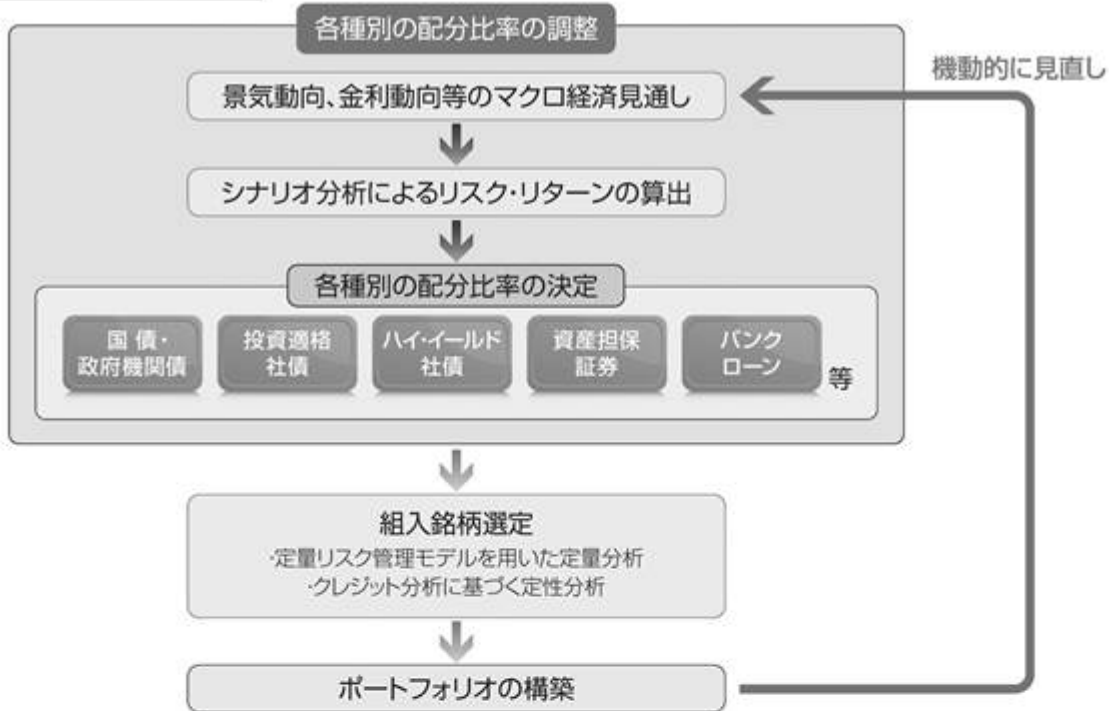 各種別の配分比率の調整
機動的に見直し
景気動向、金利動向等のマクロ経済見通し
シナリオ分析によるリスク・リターンの算出
各種別の配分比率の決定
国債・
政府機関債
投資適格
社債
ハイ・イールド
社債
資産担保
証券
バンク
ローン
等
組入銘柄選定
・定量リスク管理モデルを用いた定量分析
・クレジット分析に基づく定性分析
ポートフォリオの構築